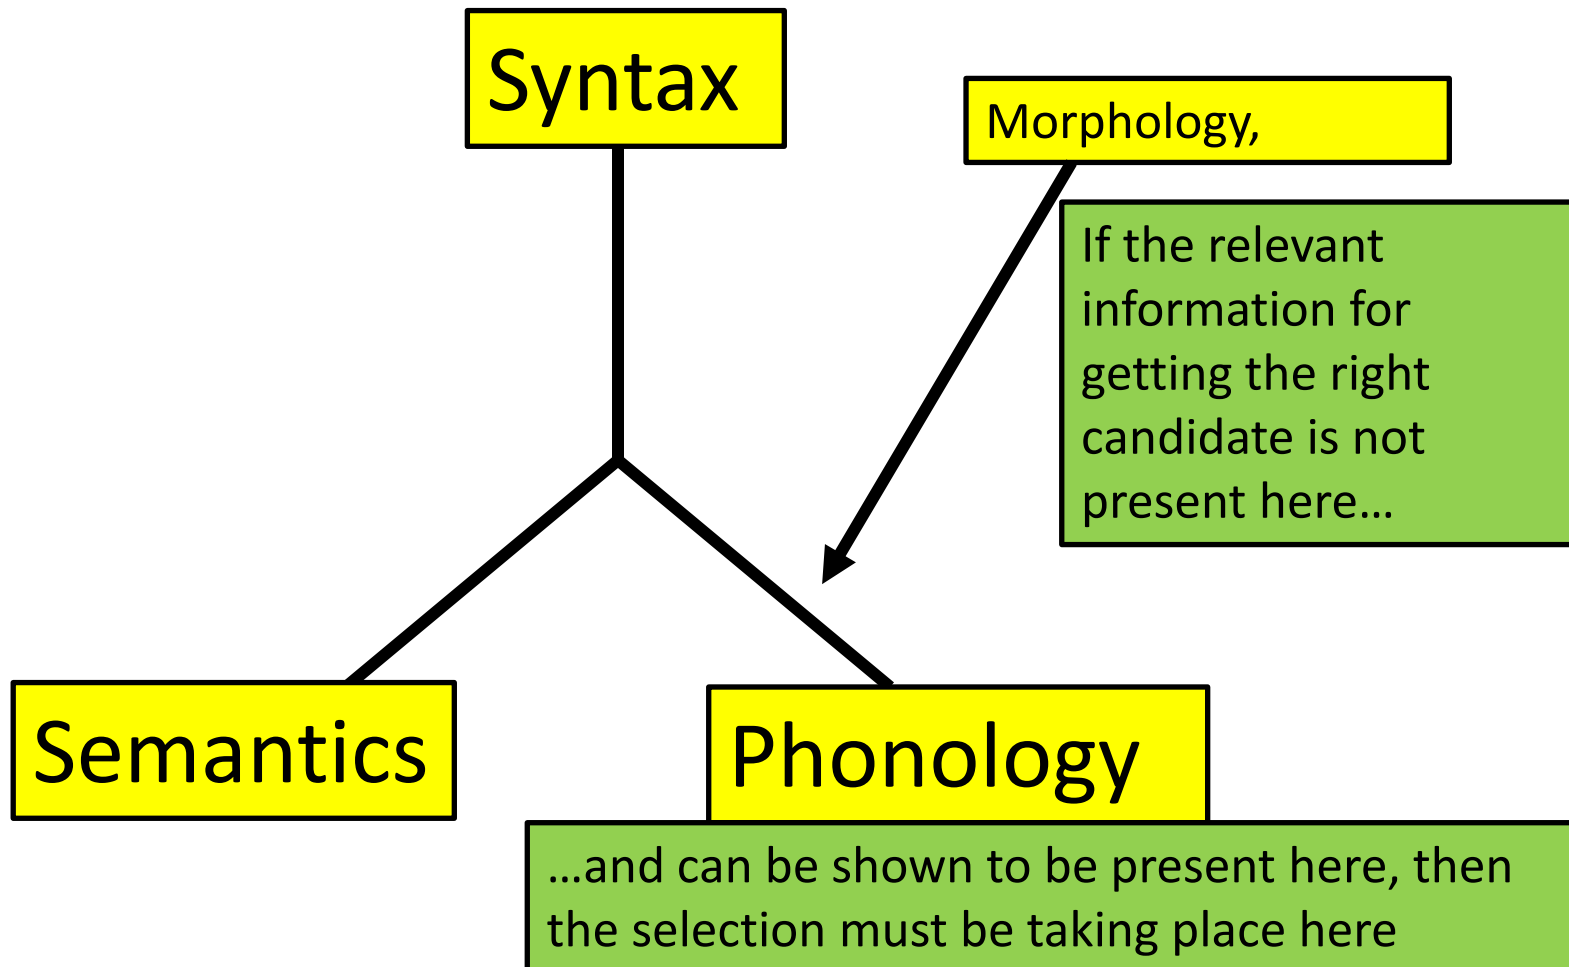 Syntax
Morphology,
If the relevant
information for
getting the right
candidate is not
present here…
Semantics
Phonology
…and can be shown to be present here, then
the selection must be taking place here